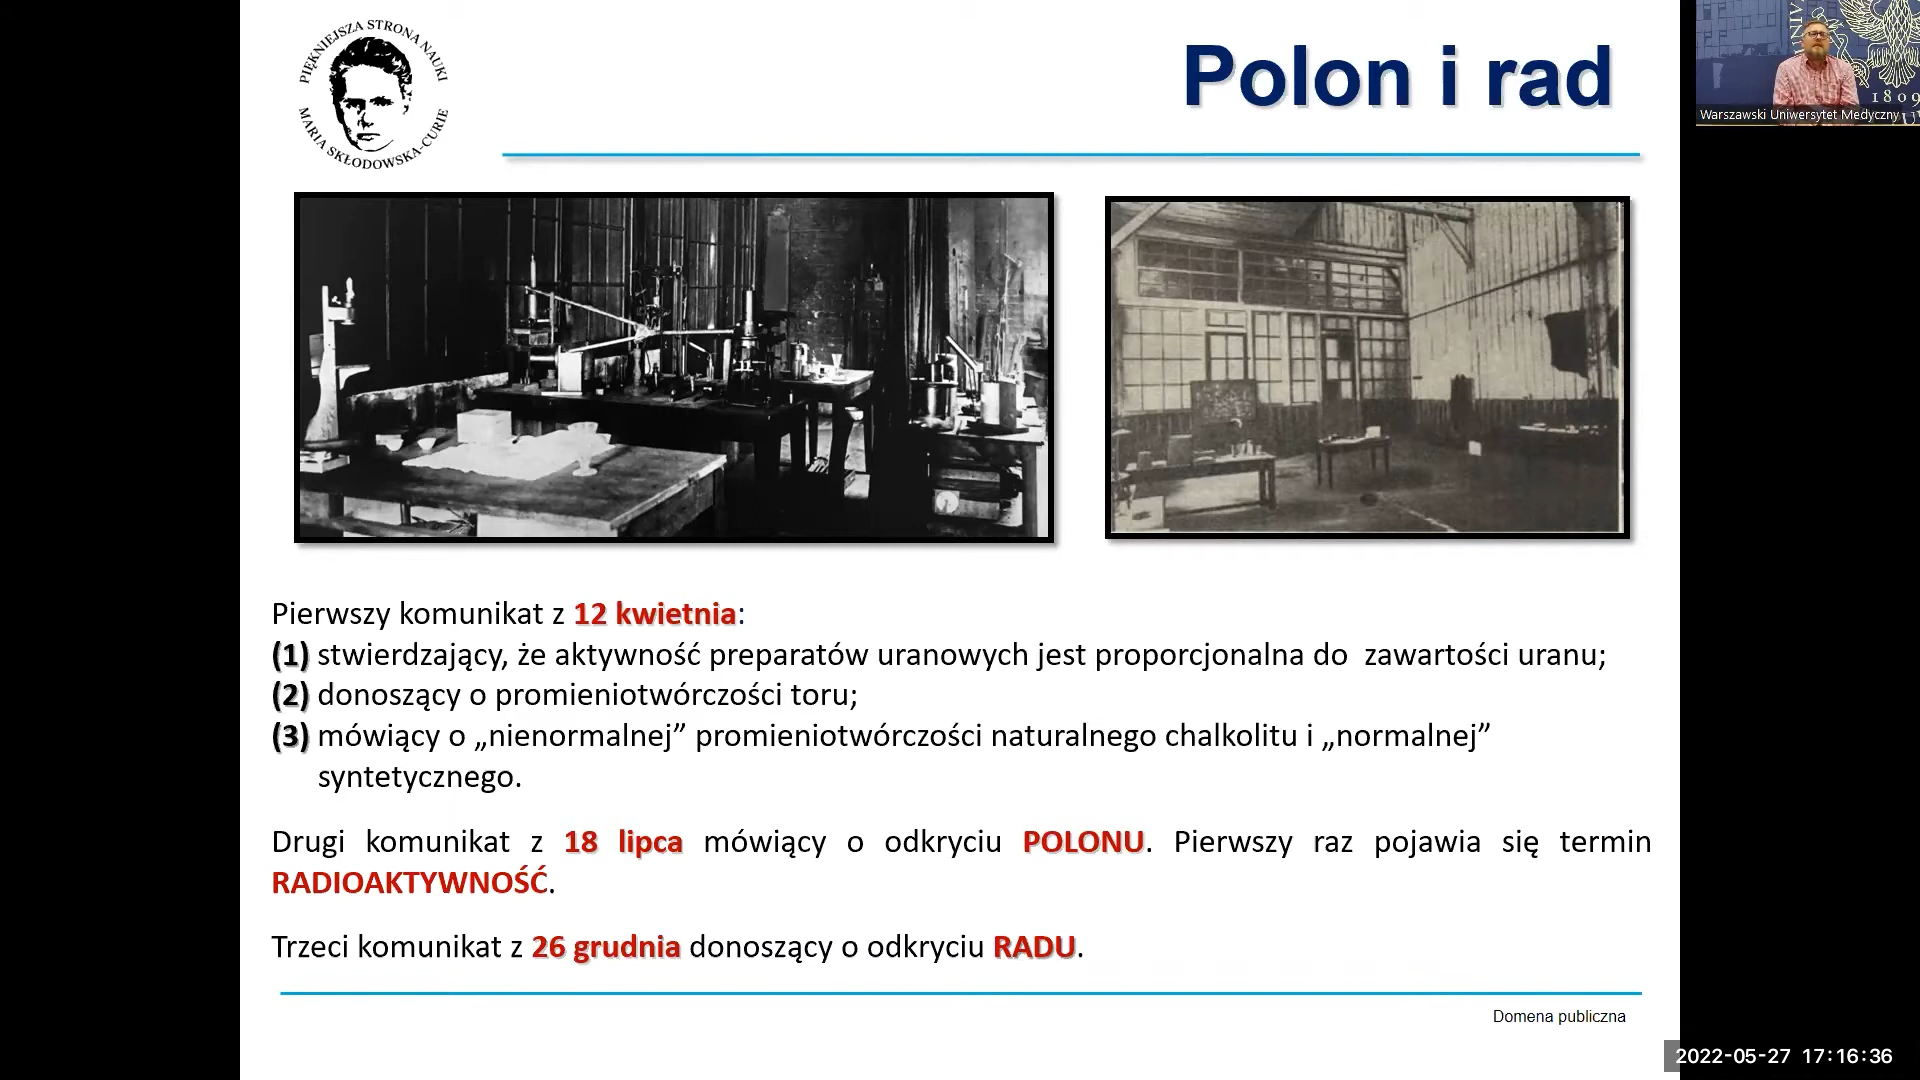 PIĘKNIEJSZA STRONA NAUKI
MARIA SKŁODOWSKA-CURIE
Polon i rad
1809
Warszawski Uniwersytet Medyczny
Pierwszy komunikat z 12 kwietnia:
(1) stwierdzający, że aktywność preparatów uranowych jest proporcjonalna do zawartości uranu;
(2) donoszący o promieniotwórczości toru;
(3) mówiący o „nienormalnej” promieniotwórczości naturalnego chalkolitu i „normalnej”
syntetycznego.
Drugi komunikat z 18 lipca mówiący o odkryciu POLONU. Pierwszy raz pojawia się termin
RADIOAKTYWNOŚĆ.
Trzeci komunikat z 26 grudnia donoszący o odkryciu RADU.
Domena publiczna
2022-05-27 17:16:36